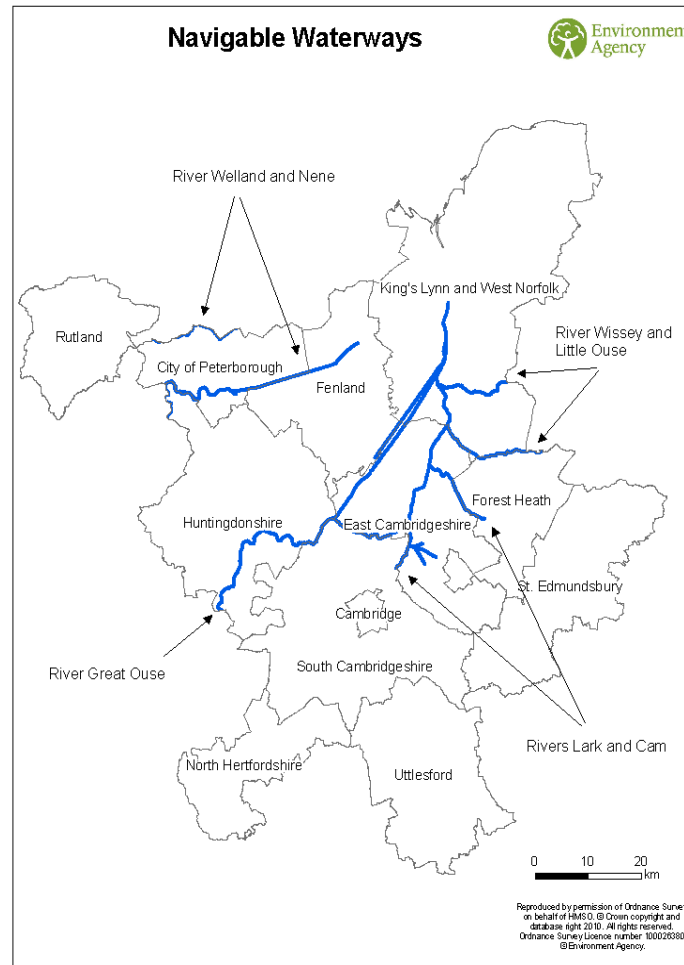 Navigable Waterways
Environment
Agency
River Welland and Nene
King's Lynn and West Norfolk
Rutland
River Wissey and
Little Ouse
City of Peterborough
Fenland
Forest Heath
Huntingdonshire
East Cambridgeshire
St. Edmundsbury
Cambridge
South Cambridgeshire
River Great Ouse
Rivers Lark and Cam
North Hertfordshire
Uttlesford
0 10 20
km
Reproduced by permission of Ordnance Surve
on behalf of HMSO. © Crown copyright and
database right 2010. All rights reserved.
Ordnance Survey Licence number 100026380
© Environment Agency.